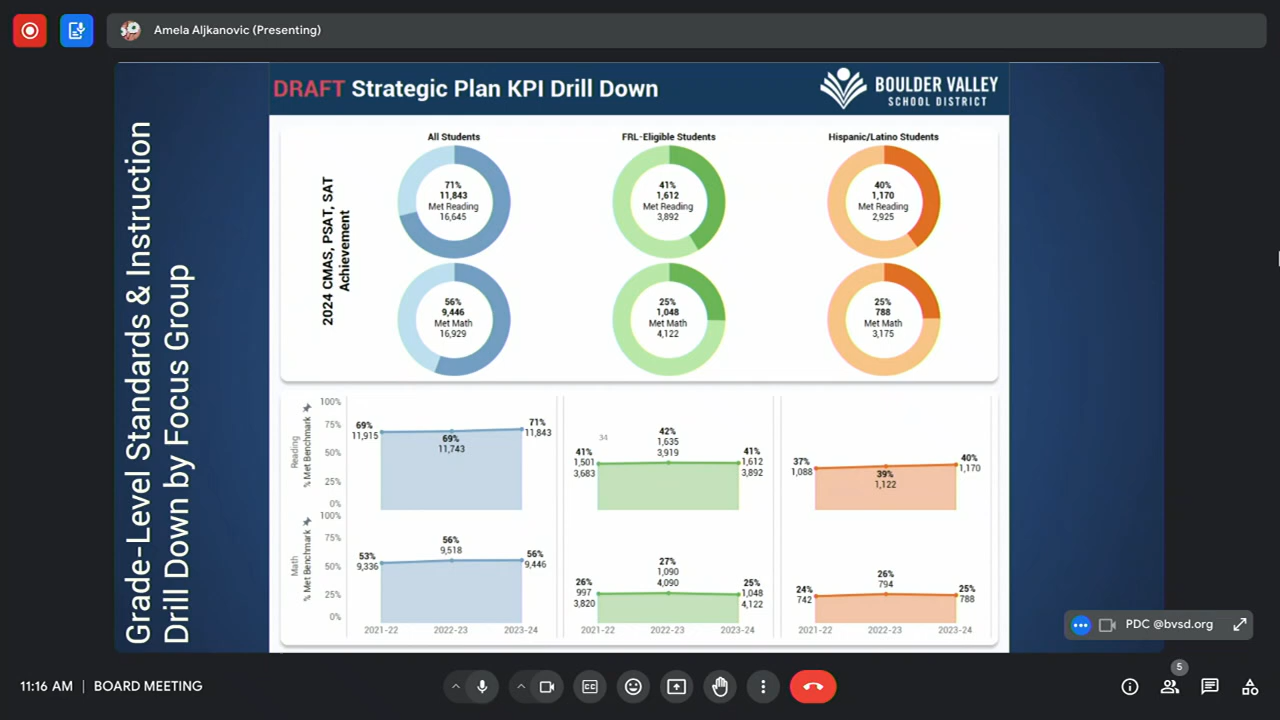 Amela Aljkanovic (Presenting)
DRAFT Strategic Plan KPI Drill Down
BOULDER VALLEY
SCHOOL DISTRICT
Grade-Level Standards & Instruction
Drill Down by Focus Group
2024 CMAS, PSAT, SAT
Achievement
All Students
71%
11,843
Met Reading
16,645
56%
9,446
Met Math
16,929
FRL-Eligible Students
41%
1,612
Met Reading
3,892
25%
1,048
Met Math
4,122
Hispanic/Latino Students
40%
1,170
Met Reading
2,925
25%
788
Met Math
3,175
Reading
% Met Benchmark
100%
75%
50%
25%
0%
69%
11,915
69%
11,743
71%
11,843
34
41%
1,501
3,683
42%
1,635
3,919
41%
1,612
3,892
37%
1,088
39%
1,122
40%
1,170
Math
% Met Benchmark
100%
75%
50%
25%
0%
53%
9,336
56%
9,518
56%
9,446
26%
997
3,820
27%
1,090
4,090
25%
1,048
4,122
24%
742
26%
794
25%
788
2021-22 2022-23 2023-24
2021-22 2022-23 2023-24
2021-22 2022-23 2023-24
PDC @bvsd.org
11:16 AM | BOARD MEETING
CC
5